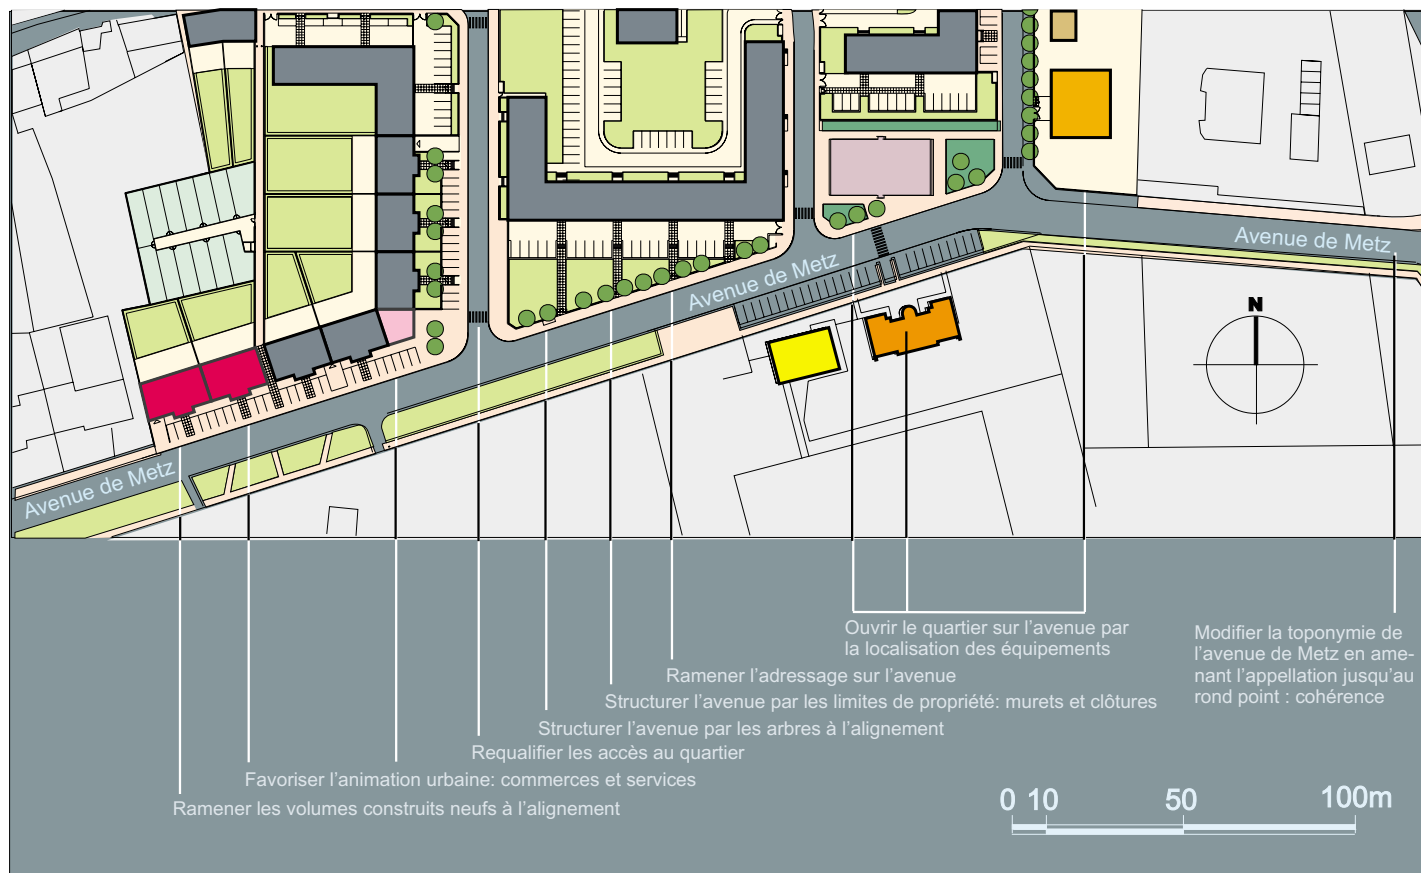 Avenue de Metz
N
Avenue de Metz
Avenue de Metz
Ouvrir le quartier sur l’avenue par
la localisation des équipements
Modifier la toponymie de
l’avenue de Metz en ame-
nant l’appellation jusqu’au
rond point : cohérence
Ramener l’adressage sur l’avenue
Structurer l’avenue par les limites de propriété: murets et clôtures
Structurer l’avenue par les arbres à l’alignement
Requalifier les accès au quartier
Favoriser l’animation urbaine: commerces et services
Ramener les volumes construits neufs à l’alignement
0 10 50 100m